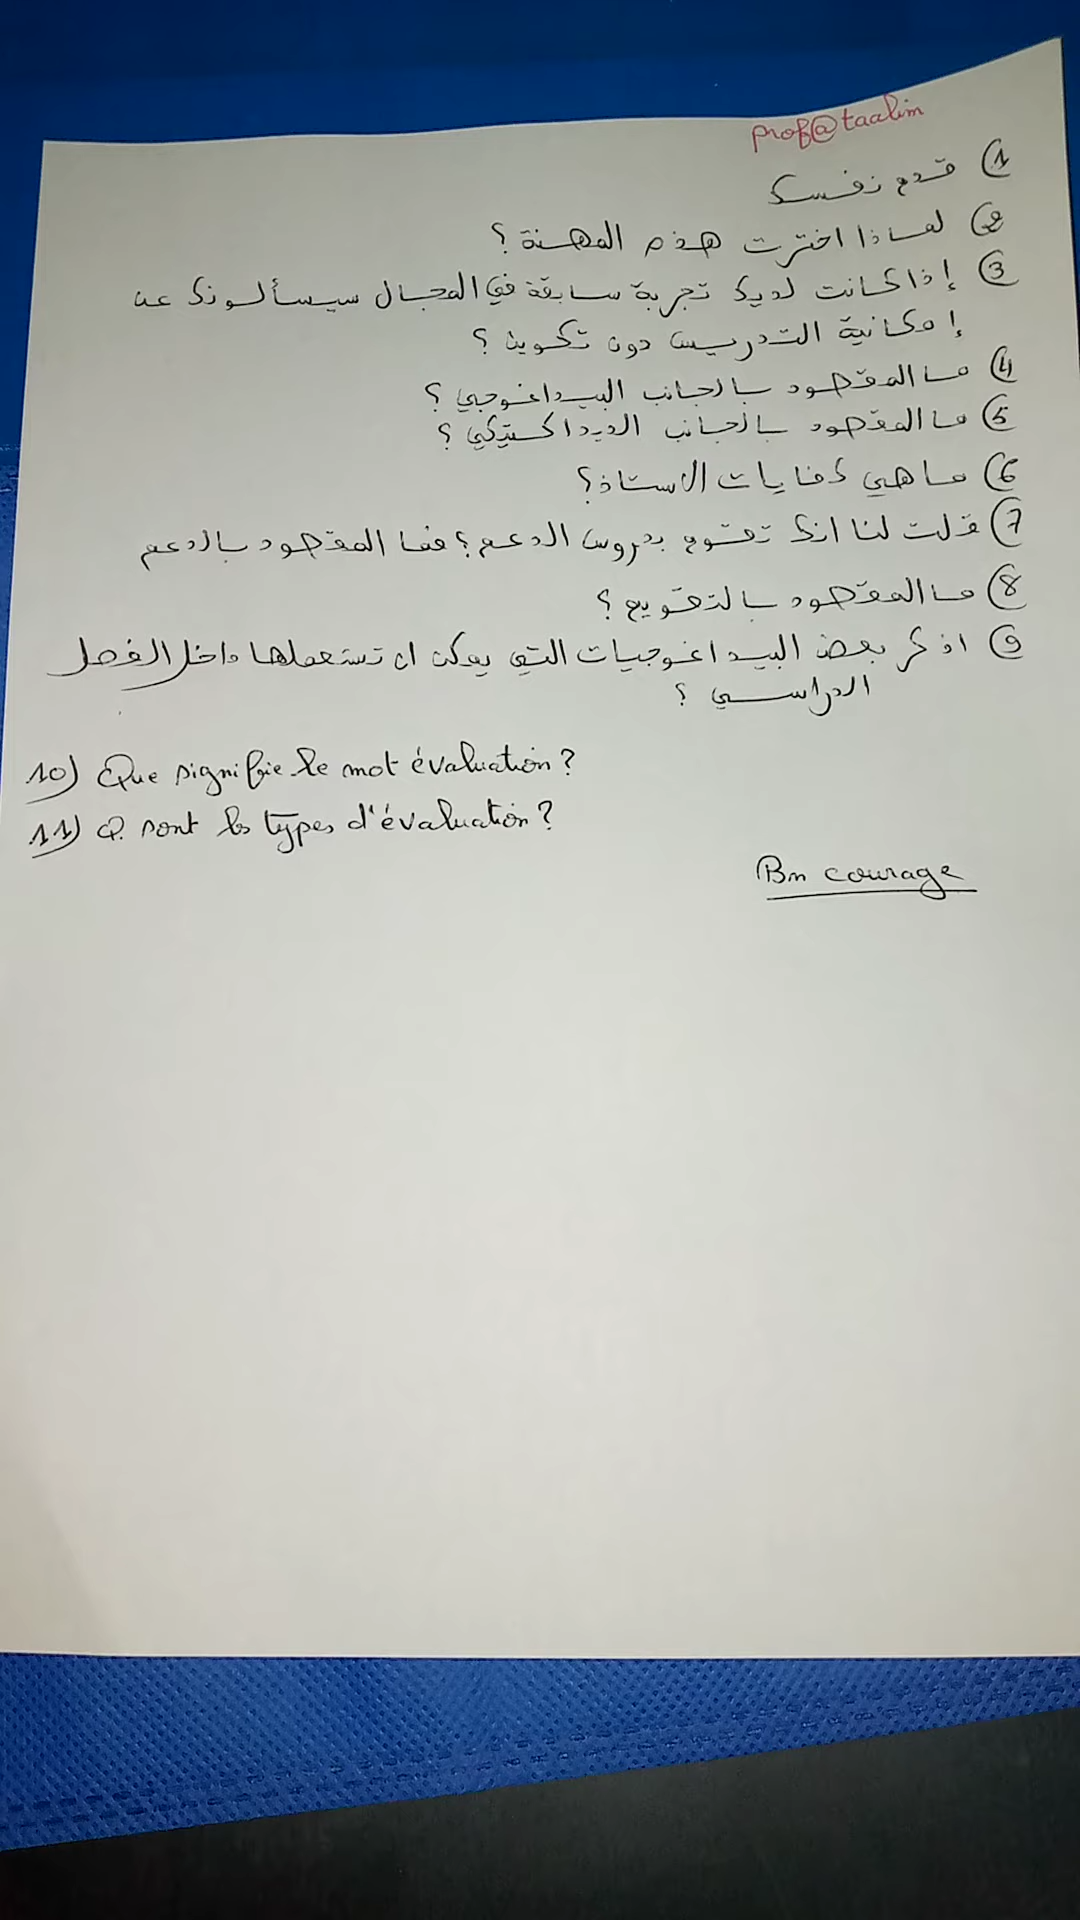 prof@taalim
1 قدم نفسك
2 لماذا اخترت هذه المهنة ؟
3 إذا كانت لديك تجربة سابقة في المجال سيسألونك عن
إمكانية التدريس دون تكوين ؟
4 ما المقصود بالجانب البيداغوجي ؟
5 ما المقصود بالجانب الديداكتيكي ؟
6 ما هي كفايات الاستاذ ؟
7 قلت لنا انك تقوم بدروس الدعم ؟ فما المقصود بالدعم
8 ما المقصود بالتقويم ؟
9 اذكر بعض البيداغوجيات التي يمكن ان تستعملها داخل الفصل
الدراسي ؟
10) Que signifie le mot évaluation ?
11) Q. sont ls types d'évaluation ?
Bn courage